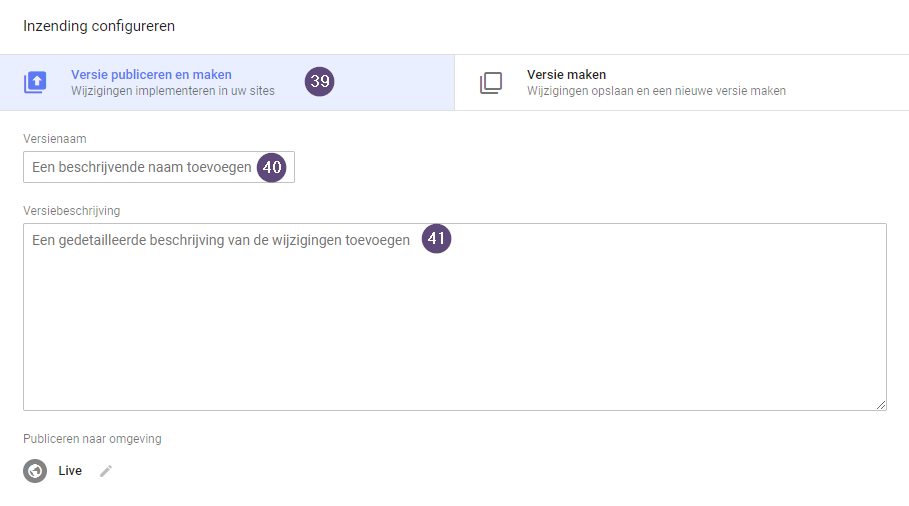 Inzending configureren
Versie publiceren en maken
Wijzigingen implementeren in uw sites
39
Versie maken
Wijzigingen opslaan en een nieuwe versie maken
Versienaam
Een beschrijvende naam toevoegen 40
Versiebeschrijving
Een gedetailleerde beschrijving van de wijzigingen toevoegen 41
Publiceren naar omgeving
Live